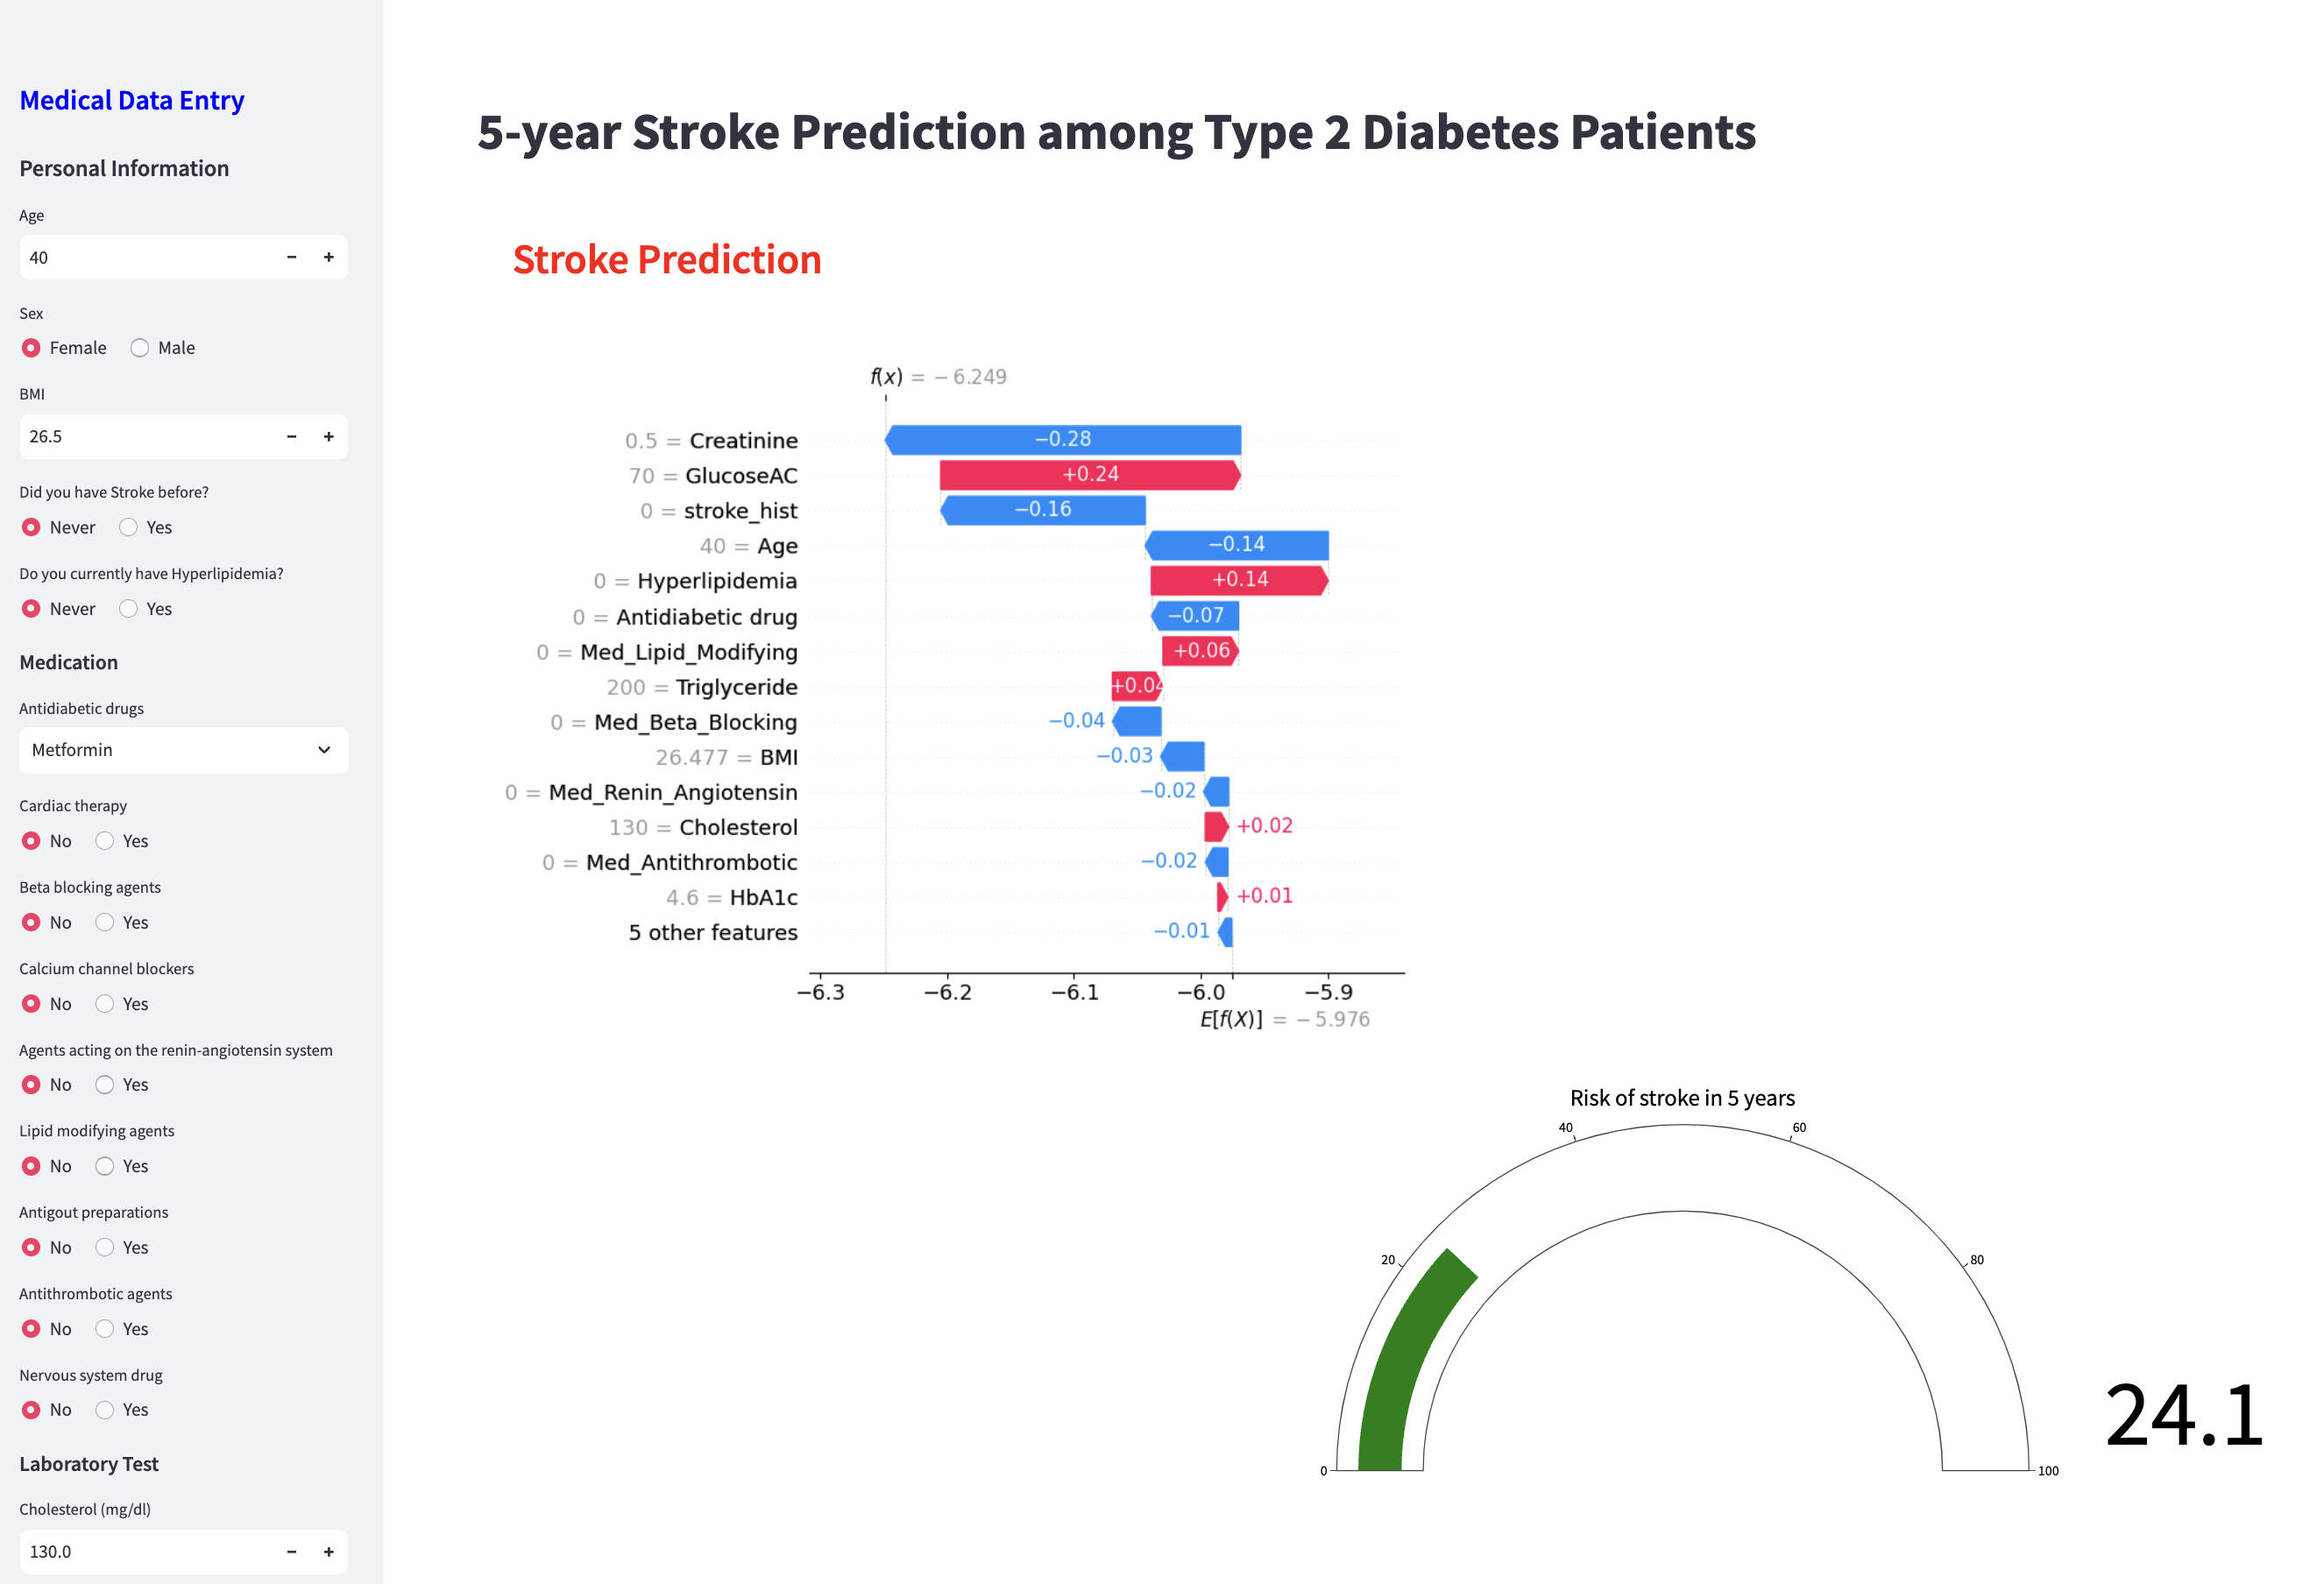 Medical Data Entry
Personal Information
Age
40 - +
Sex
Female Male
BMI
26.5 - +
Did you have Stroke before?
Never Yes
Do you currently have Hyperlipidemia?
Never Yes
Medication
Antidiabetic drugs
Metformin
Cardiac therapy
No Yes
Beta blocking agents
No Yes
Calcium channel blockers
No Yes
Agents acting on the renin-angiotensin system
No Yes
Lipid modifying agents
No Yes
Antigout preparations
No Yes
Antithrombotic agents
No Yes
Nervous system drug
No Yes
Laboratory Test
Cholesterol (mg/dl)
130.0 - +
5-year Stroke Prediction among Type 2 Diabetes Patients
Stroke Prediction
f(x) = −6.249
0.5 = Creatinine −0.28
70 = GlucoseAC +0.24
0 = stroke_hist −0.16
40 = Age −0.14
0 = Hyperlipidemia +0.14
0 = Antidiabetic drug −0.07
0 = Med_Lipid_Modifying +0.06
200 = Triglyceride +0.04
0 = Med_Beta_Blocking −0.04
26.477 = BMI −0.03
0 = Med_Renin_Angiotensin −0.02
130 = Cholesterol +0.02
0 = Med_Antithrombotic −0.02
4.6 = HbA1c +0.01
5 other features −0.01
−6.3 −6.2 −6.1 −6.0 −5.9
E[f(X)] = −5.976
Risk of stroke in 5 years
0 20 40 60 80 100
24.1